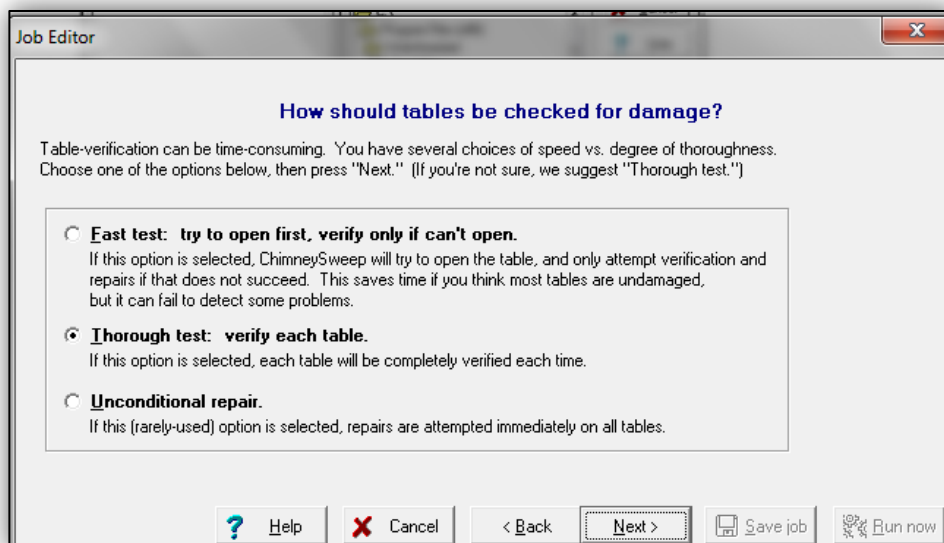 Job Editor
How should tables be checked for damage?
Table-verification can be time-consuming. You have several choices of speed vs. degree of thoroughness.
Choose one of the options below, then press "Next." (If you're not sure, we suggest "Thorough test.")
Fast test: try to open first, verify only if can't open.
If this option is selected, ChimneySweep will try to open the table, and only attempt verification and
repairs if that does not succeed. This saves time if you think most tables are undamaged,
but it can fail to detect some problems.
Thorough test: verify each table.
If this option is selected, each table will be completely verified each time.
Unconditional repair.
If this (rarely-used) option is selected, repairs are attempted immediately on all tables.
? Help X Cancel < Back Next > Save job Run now